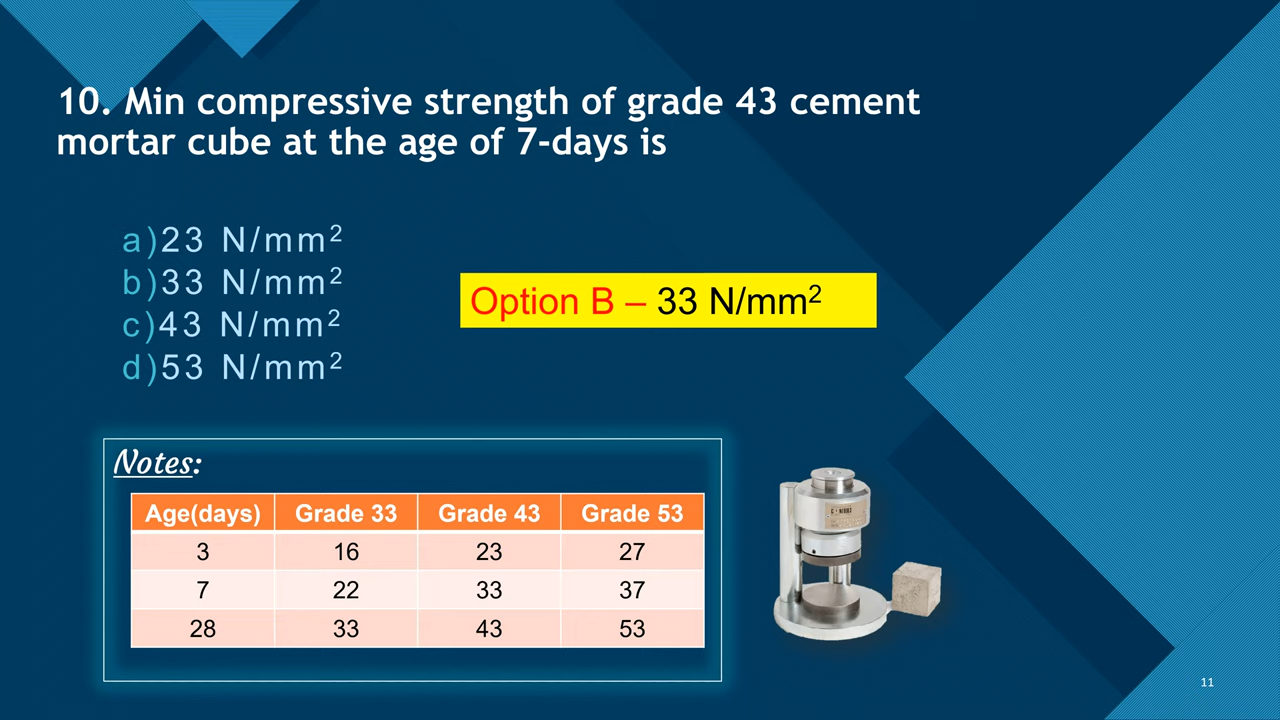 10. Min compressive strength of grade 43 cement
mortar cube at the age of 7-days is
a)23 N/mm²
b)33 N/mm²
c)43 N/mm²
d)53 N/mm²
Option B – 33 N/mm²
Notes:
Age(days) Grade 33 Grade 43 Grade 53
3 16 23 27
7 22 33 37
28 33 43 53
11